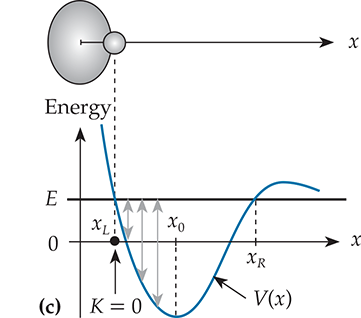 x
Energy
E
x_L
x_0
0
x
x_R
(c)
K = 0
V(x)